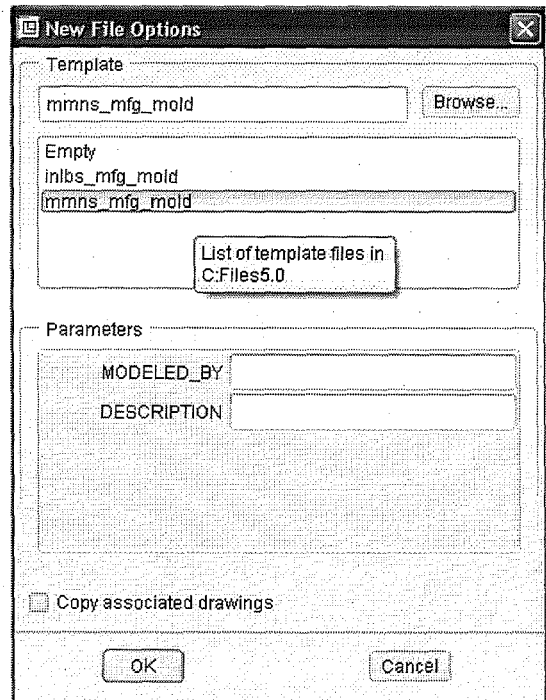 New File Options
Template
mmns_mfg_mold
Browse...
Empty
inlbs_mfg_mold
mmns_mfg_mold
List of template files in
C:Files5.0
Parameters
MODELED_BY
DESCRIPTION
Copy associated drawings
OK
Cancel